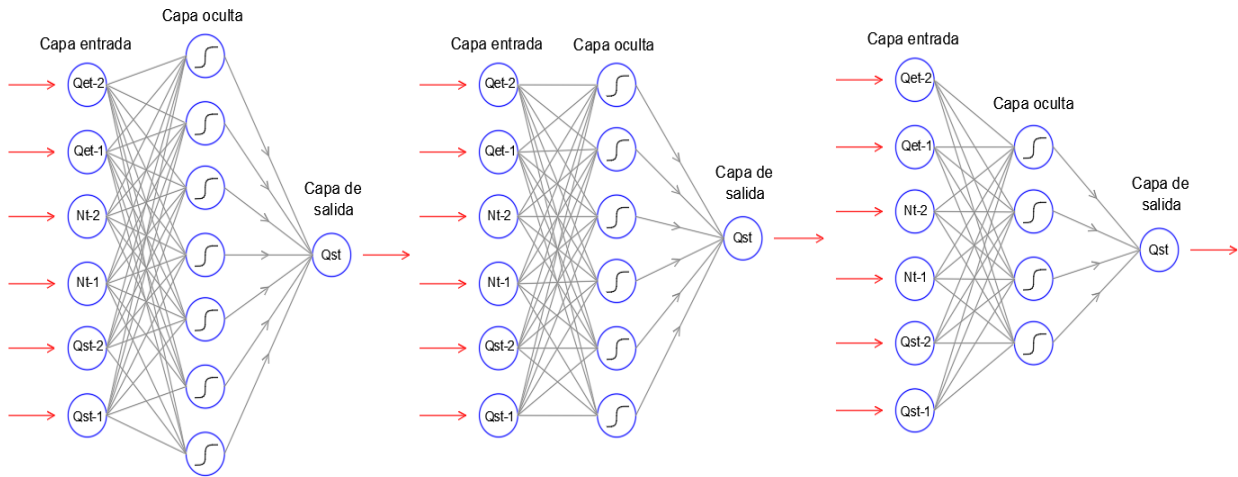 Capa oculta
Capa entrada
Qet-2
Qet-1
Nt-2
Nt-1
Qst-2
Qst-1
Capa de
salida
Qst
Capa entrada
Capa oculta
Qet-2
Qet-1
Nt-2
Nt-1
Qst-2
Qst-1
Capa de
salida
Qst
Capa entrada
Capa oculta
Qet-2
Qet-1
Nt-2
Nt-1
Qst-2
Qst-1
Capa de
salida
Qst